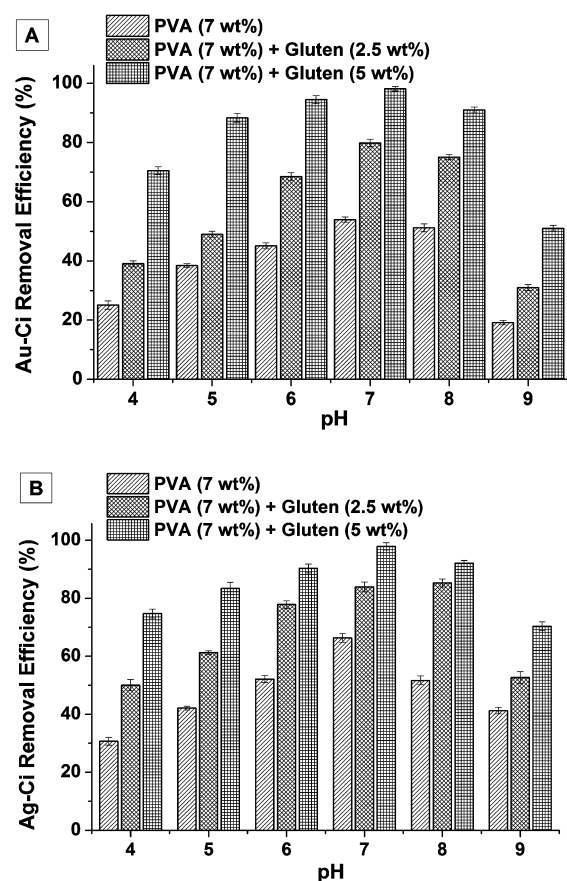 A
PVA (7 wt%)
PVA (7 wt%) + Gluten (2.5 wt%)
PVA (7 wt%) + Gluten (5 wt%)
Au-Ci Removal Efficiency (%)
100
80
60
40
20
0
4 5 6 7 8 9
pH
B
PVA (7 wt%)
PVA (7 wt%) + Gluten (2.5 wt%)
PVA (7 wt%) + Gluten (5 wt%)
Ag-Ci Removal Efficiency (%)
100
80
60
40
20
0
4 5 6 7 8 9
pH